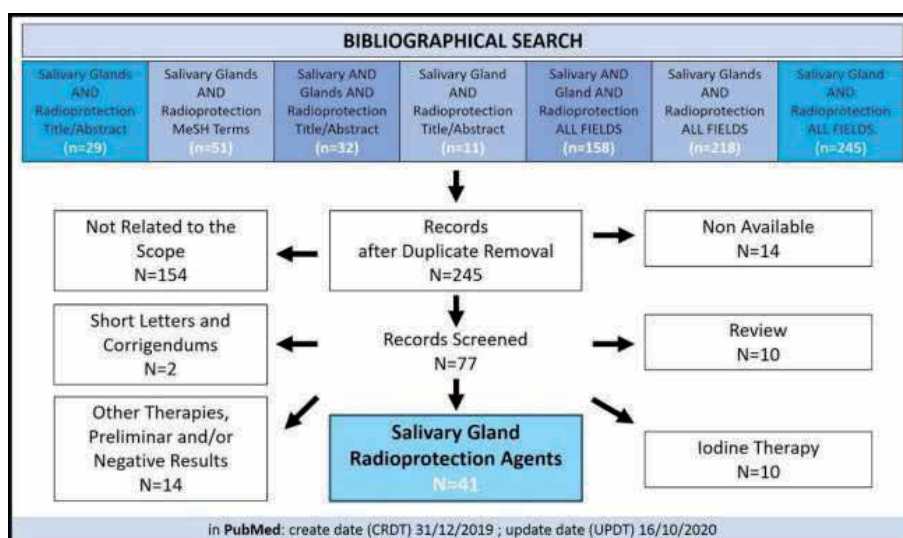 BIBLIOGRAPHICAL SEARCH
Salivary Glands
AND
Radioprotection
Title/Abstract
(n=29)
Salivary Glands
AND
Radioprotection
MeSH Terms
(n=51)
Salivary AND
Glands AND
Radioprotection
Title/Abstract
(n=32)
Salivary Gland
AND
Radioprotection
Title/Abstract
(n=11)
Salivary AND
Gland AND
Radioprotection
ALL FIELDS
(n=158)
Salivary Glands
AND
Radioprotection
ALL FIELDS
(n=218)
Salivary Gland
AND
Radioprotection
ALL FIELDS.
(n=245)
Not Related to the
Scope
N=154
Records
after Duplicate Removal
N=245
Non Available
N=14
Short Letters and
Corrigendums
N=2
Records Screened
N=77
Review
N=10
Other Therapies,
Preliminar and/or
Negative Results
N=14
Salivary Gland
Radioprotection Agents
N=41
Iodine Therapy
N=10
in PubMed: create date (CRDT) 31/12/2019 ; update date (UPDT) 16/10/2020